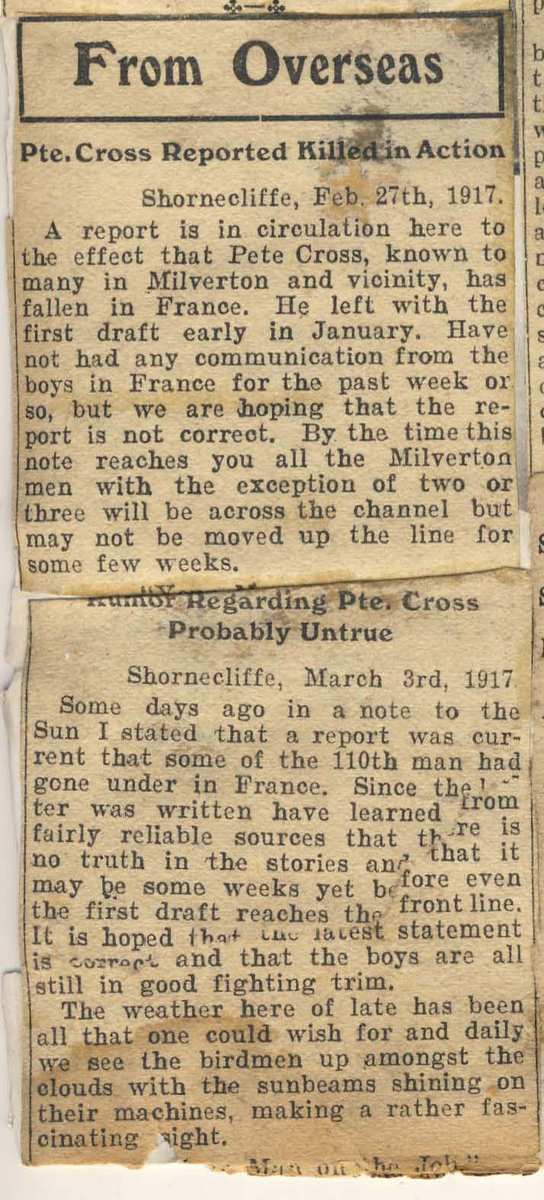 From Overseas
Pte. Cross Reported Killed in Action
Shornecliffe, Feb. 27th, 1917.
A report is in circulation here to
the effect that Pete Cross, known to
many in Milverton and vicinity, has
fallen in France. He left with the
first draft early in January. Have
not had any communication from the
boys in France for the past week or
so, but we are hoping that the re-
port is not correct. By the time this
note reaches you all the Milverton
men with the exception of two or
three will be across the channel but
may not be moved up the line for
some few weeks.
Rumor Regarding Pte. Cross
Probably Untrue
Shornecliffe, March 3rd, 1917
Some days ago in a note to the
Sun I stated that a report was cur-
rent that some of the 110th man had
gone under in France. Since the
ter was written have learned from
fairly reliable sources that there is
no truth in the stories and that it
may be some weeks yet before even
the first draft reaches the front line.
It is hoped that the latest statement
is correct and that the boys are all
still in good fighting trim.
The weather here of late has been
all that one could wish for and daily
we see the birdmen up amongst the
clouds with the sunbeams shining on
their machines, making a rather fas-
cinating sight.
Man on the Job."